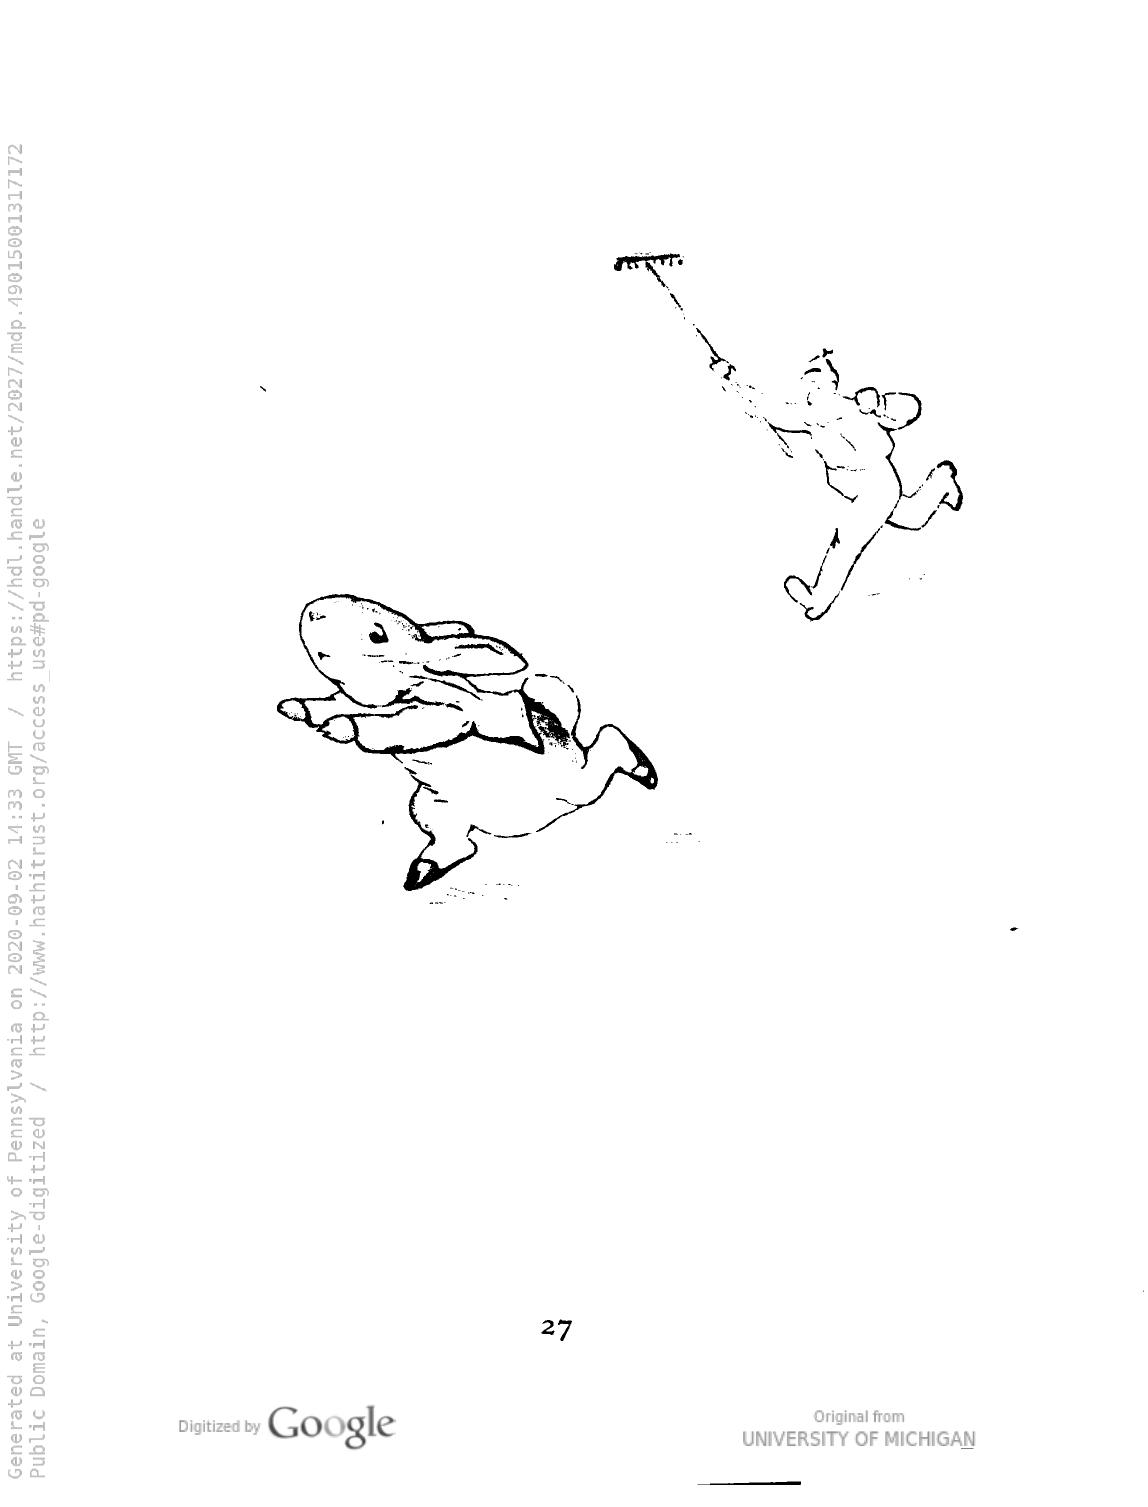 Generated at University of Pennsylvania on 2020-09-02 14:33 GMT / https://hdl.handle.net/2027/mdp.49015001317172
Public Domain, Google-digitized / http://www.hathitrust.org/access_use#pd-google
27
Digitized by Google
Original from
UNIVERSITY OF MICHIGAN